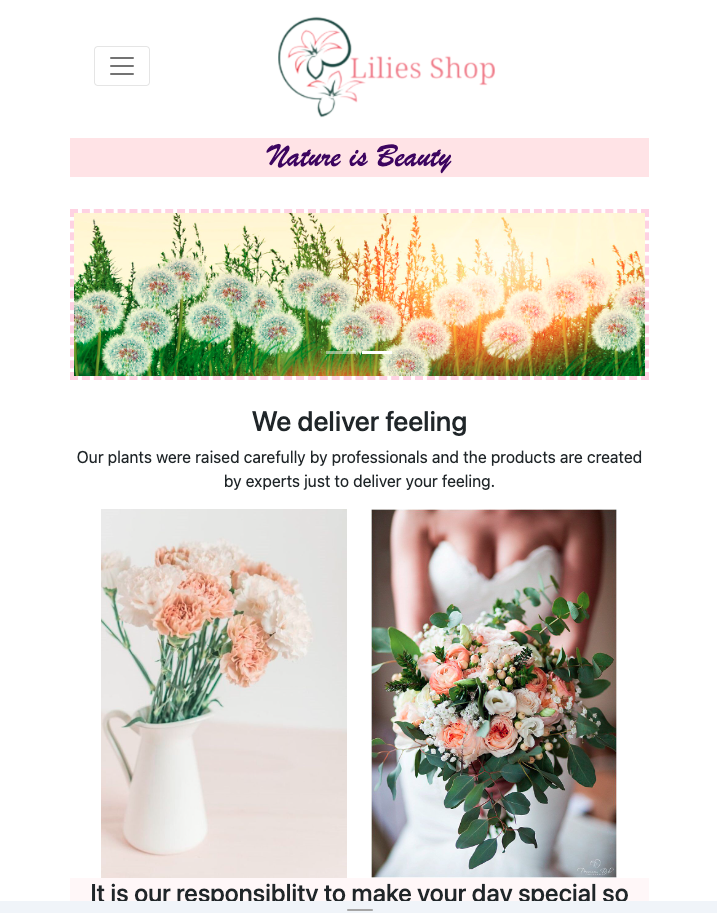 Lilies Shop
Nature is Beauty
We deliver feeling
Our plants were raised carefully by professionals and the products are created
by experts just to deliver your feeling.
It is our responsiblity to make your day special so